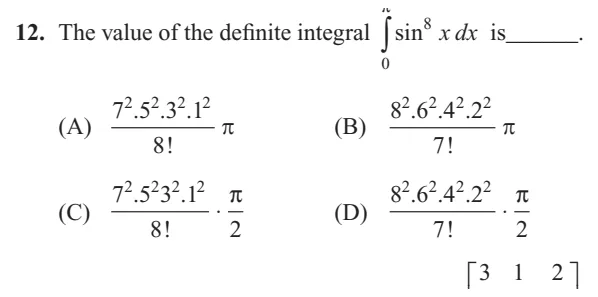 12. The value of the definite integral ∫₀^π sin⁸ x dx is______.
(A) 7².5².3².1² / 8! π (B) 8².6².4².2² / 7! π
(C) 7².5²3².1² / 8! · π/2 (D) 8².6².4².2² / 7! · π/2
⎡3 1 2⎤